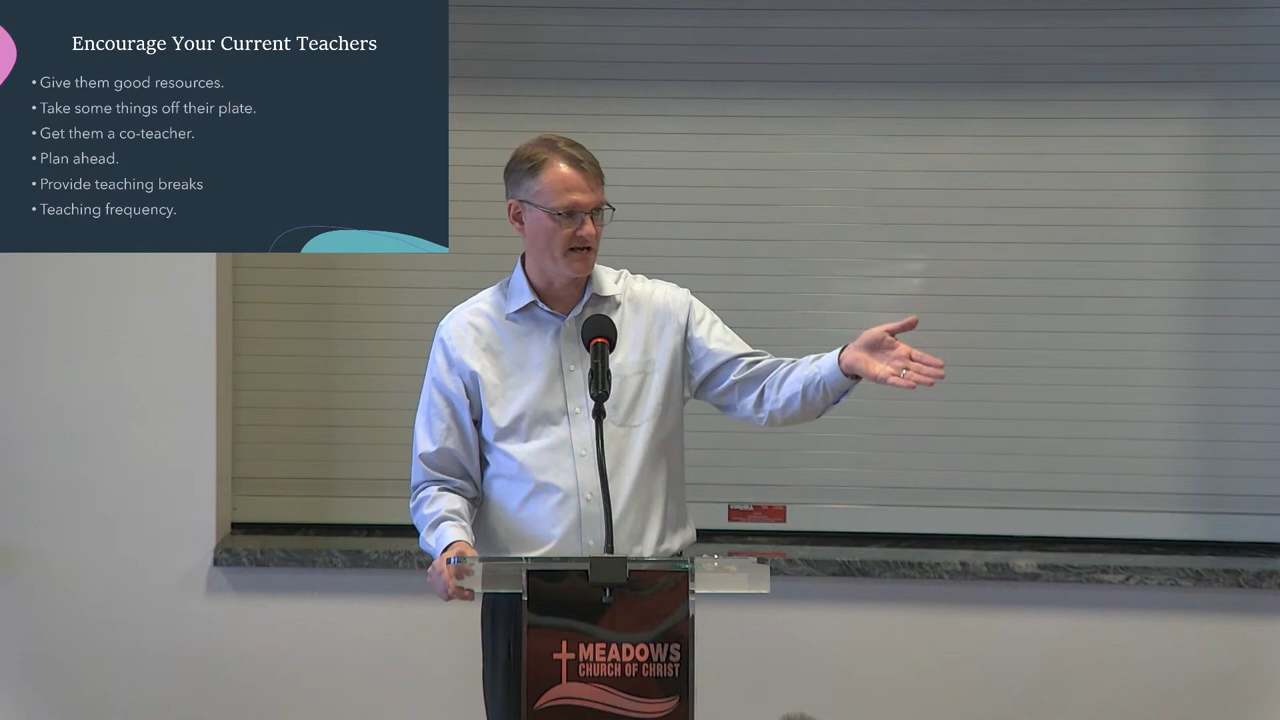 Encourage Your Current Teachers
• Give them good resources.
• Take some things off their plate.
• Get them a co-teacher.
• Plan ahead.
• Provide teaching breaks
• Teaching frequency.
MEADOWS
CHURCH OF CHRIST